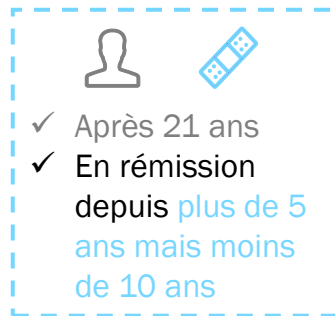 ✓ Après 21 ans
✓ En rémission
depuis plus de 5
ans mais moins
de 10 ans